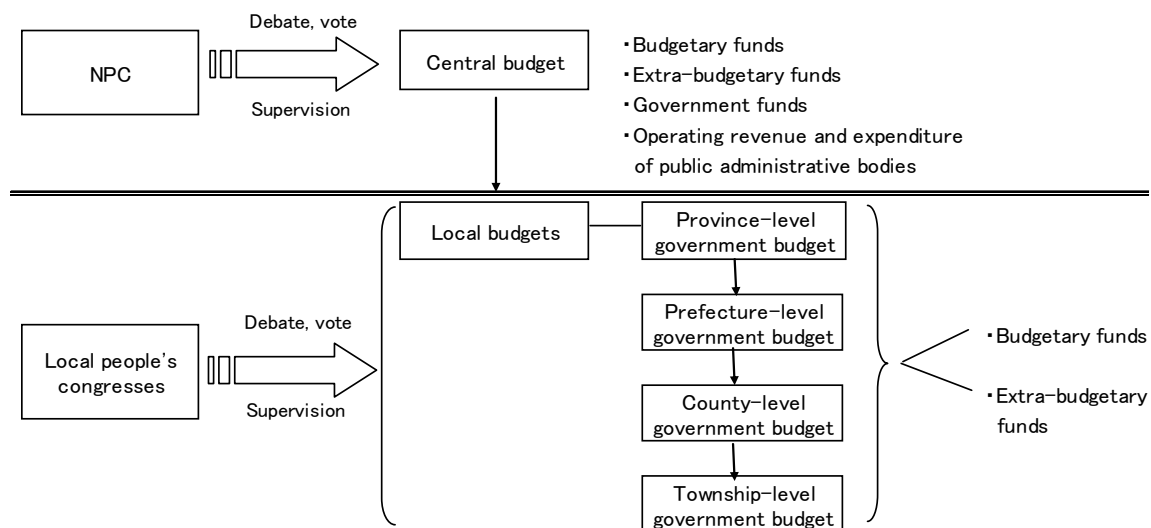 Debate, vote
NPC
Supervision
Central budget
・Budgetary funds
・Extra-budgetary funds
・Government funds
・Operating revenue and expenditure
of public administrative bodies
Local budgets
Province-level
government budget
Prefecture-level
government budget
County-level
government budget
Township-level
government budget
Debate, vote
Local people's
congresses
Supervision
・Budgetary funds
・Extra-budgetary
funds